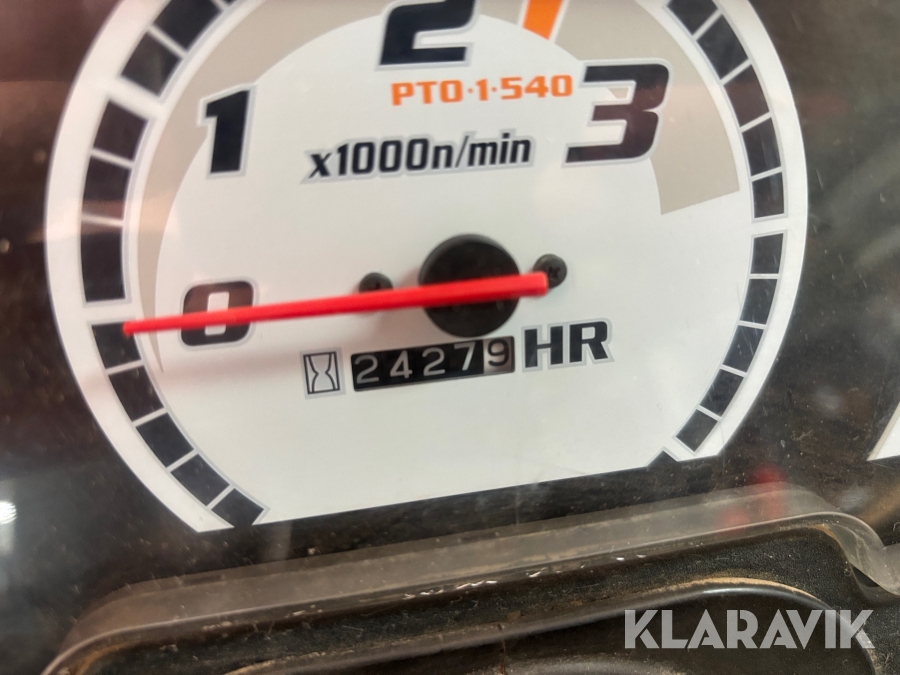 2
PTO·1·540
1
3
x1000n/min
0
24279 HR
KLARAVIK